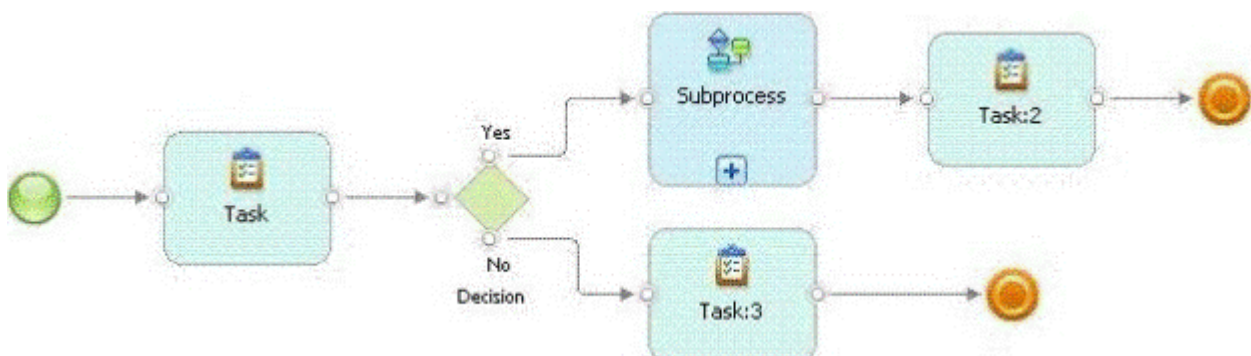 Task
Yes
No
Decision
Subprocess
Task:2
Task:3